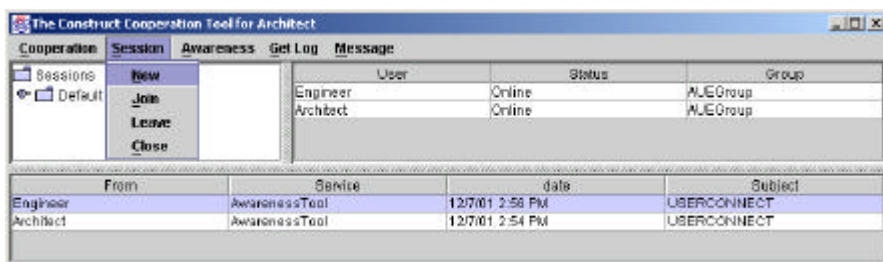 The Construct Cooperation Tool for Architect
Cooperation Session Awareness Get Log Message
Sessions
Default
New
Join
Leave
Close
User Status Group
Engineer Online AUEGroup
Architect Online AUEGroup
From Service date Subject
Engineer AwarenessTool 12/7/01 2:56 PM USERCONNECT
Architect AwarenessTool 12/7/01 2:54 PM USERCONNECT